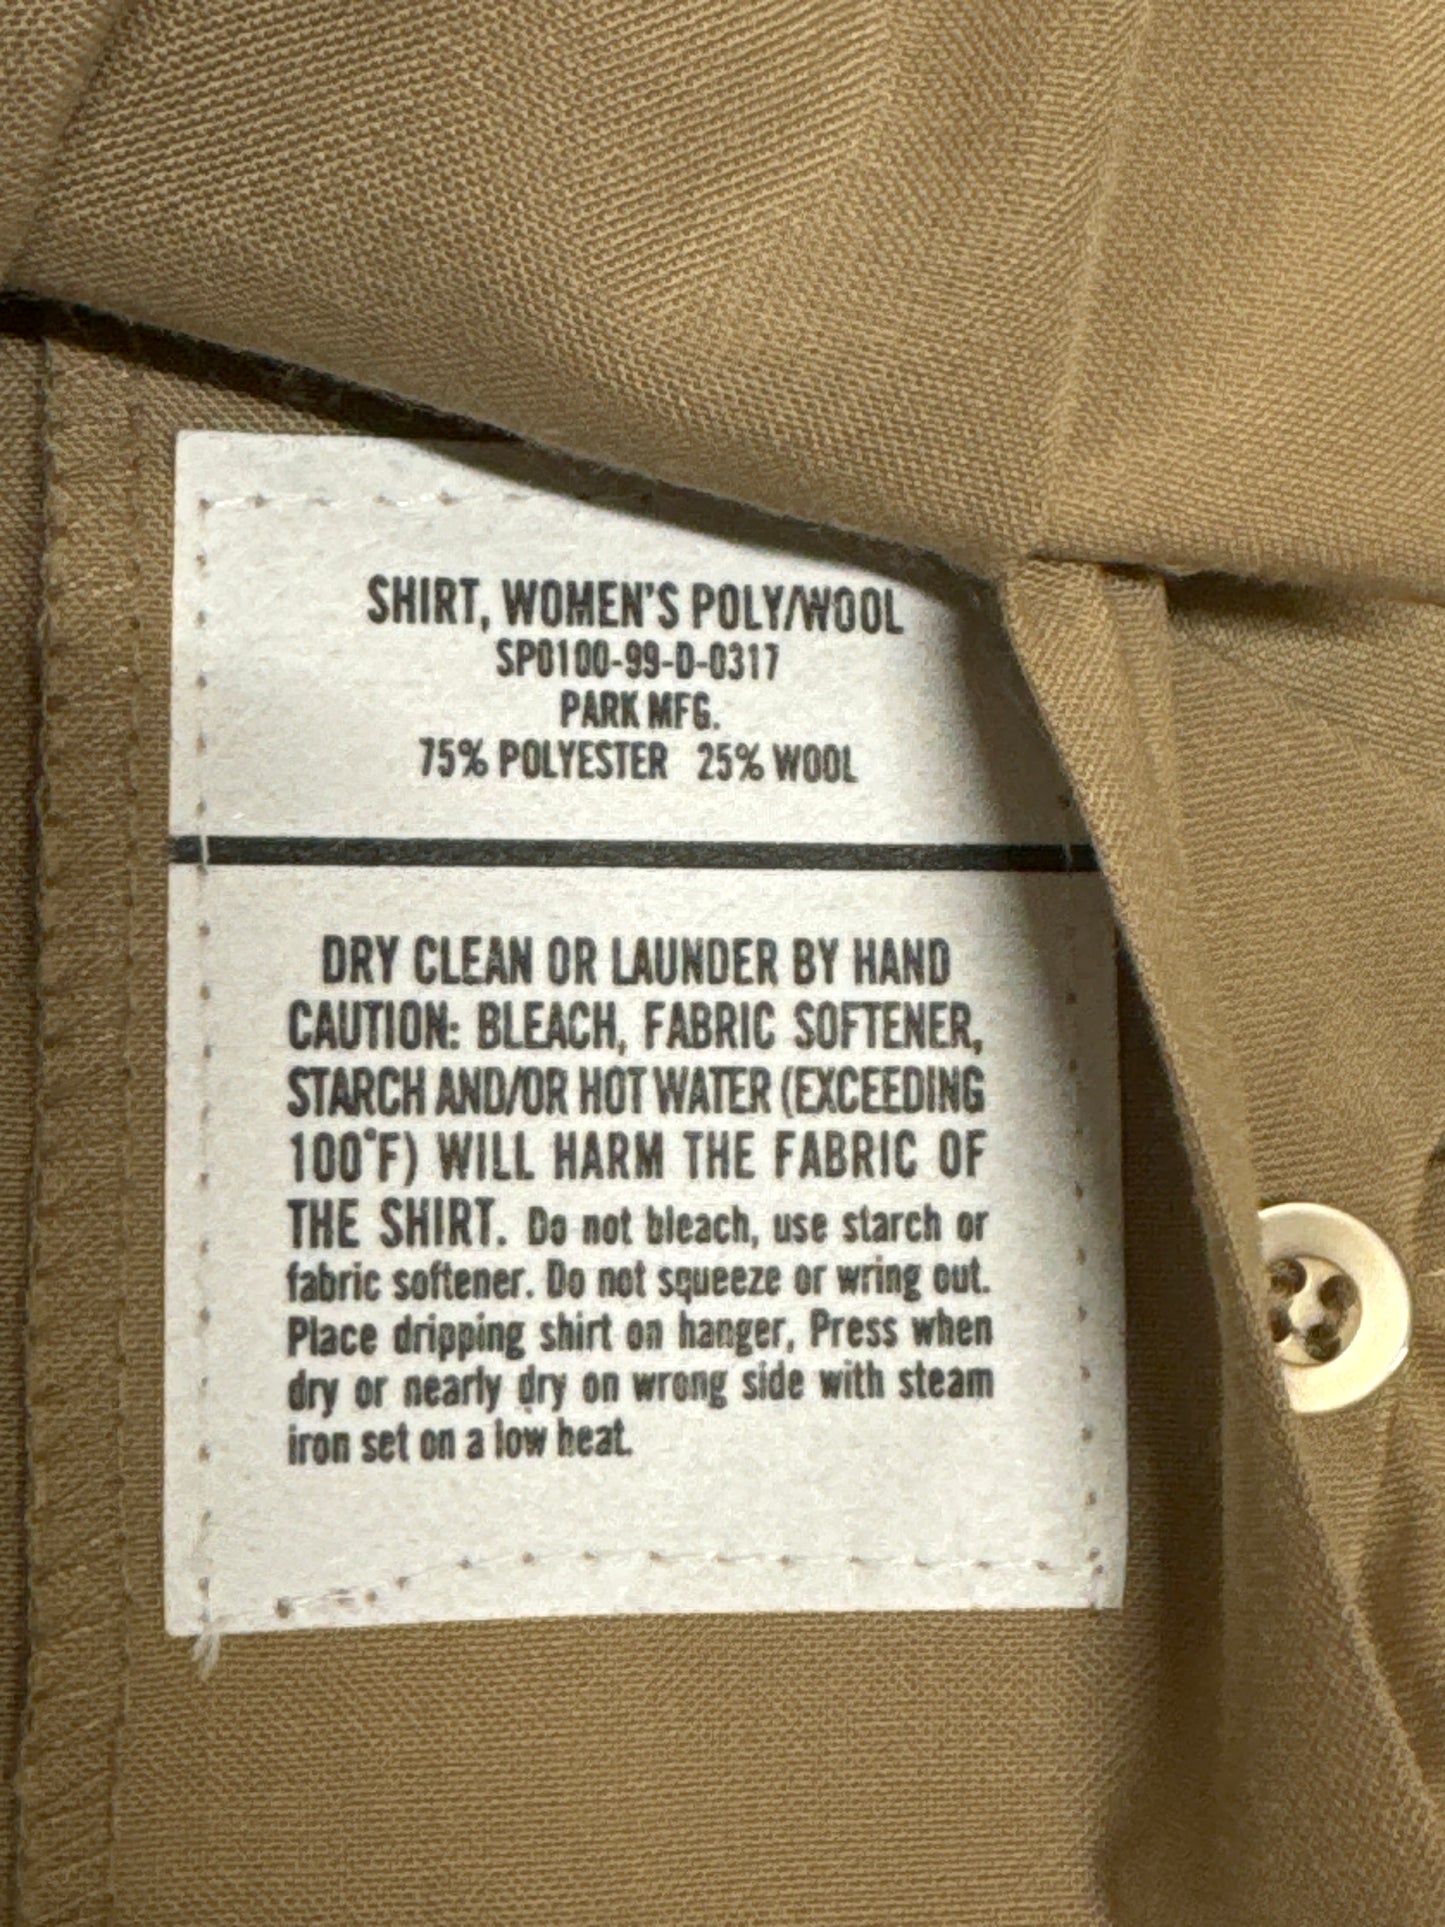 SHIRT, WOMEN'S POLY/WOOL
SP0100-99-D-0317
PARK MFG.
75% POLYESTER 25% WOOL
DRY CLEAN OR LAUNDER BY HAND
CAUTION: BLEACH, FABRIC SOFTENER,
STARCH AND/OR HOT WATER (EXCEEDING
100°F) WILL HARM THE FABRIC OF
THE SHIRT. Do not bleach, use starch or
fabric softener. Do not squeeze or wring out.
Place dripping shirt on hanger, Press when
dry or nearly dry on wrong side with steam
iron set on a low heat.